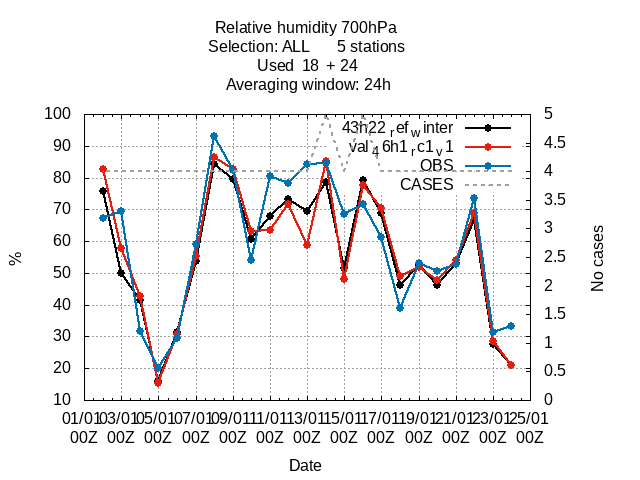 Relative humidity 700hPa
Selection: ALL 5 stations
Used 18 + 24
Averaging window: 24h
100
90
80
70
60
50
40
30
20
10
%
5
4.5
4
3.5
3
2.5
2
1.5
1
0.5
0
No cases
43h22refwinter
val46h1rc1v1
OBS
CASES
01/01 03/01 05/01 07/01 09/01 11/01 13/01 15/01 17/01 19/01 21/01 23/01 25/01
00Z 00Z 00Z 00Z 00Z 00Z 00Z 00Z 00Z 00Z 00Z 00Z 00Z
Date